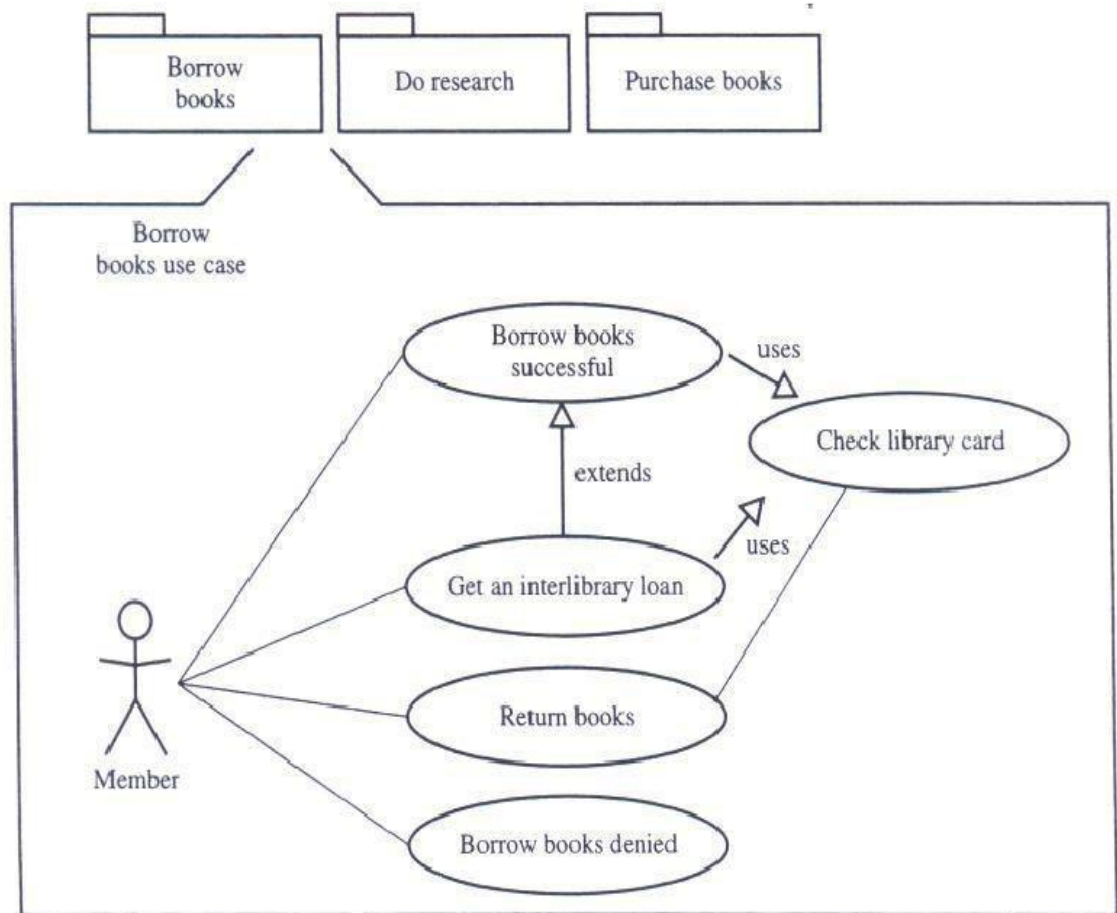 Borrow
books
Do research
Purchase books
Borrow
books use case
Borrow books
successful
uses
Check library card
extends
uses
Get an interlibrary loan
Return books
Member
Borrow books denied